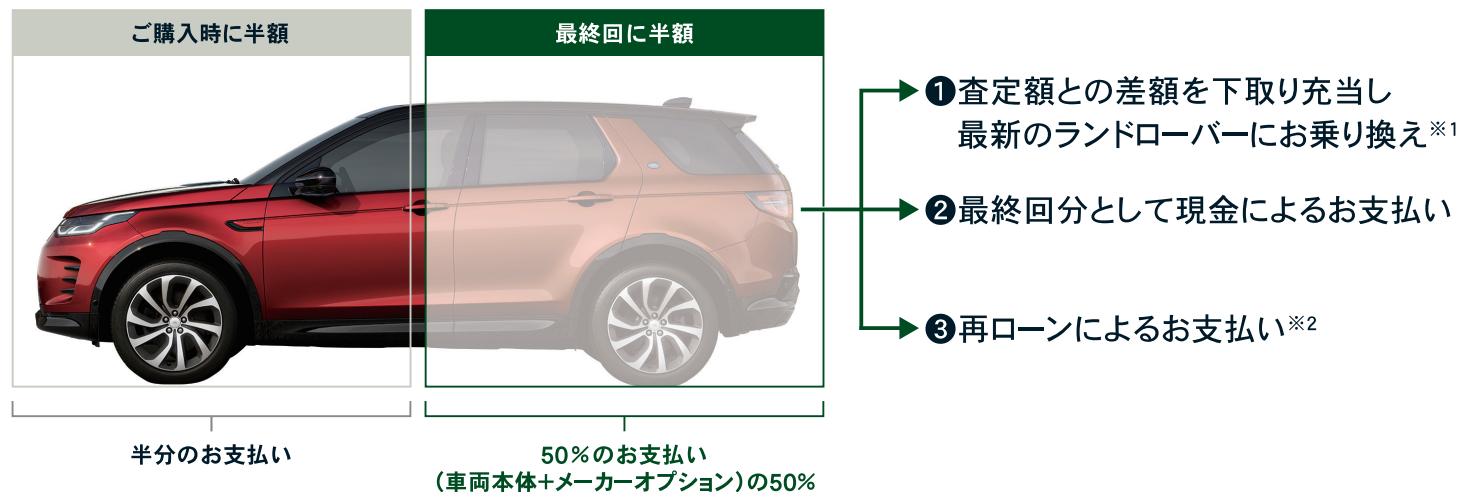 ご購入時に半額
最終回に半額
❶査定額との差額を下取り充当し
最新のランドローバーにお乗り換え※1
❷最終回分として現金によるお支払い
❸再ローンによるお支払い※2
半分のお支払い
50%のお支払い
（車両本体+メーカーオプション）の50%